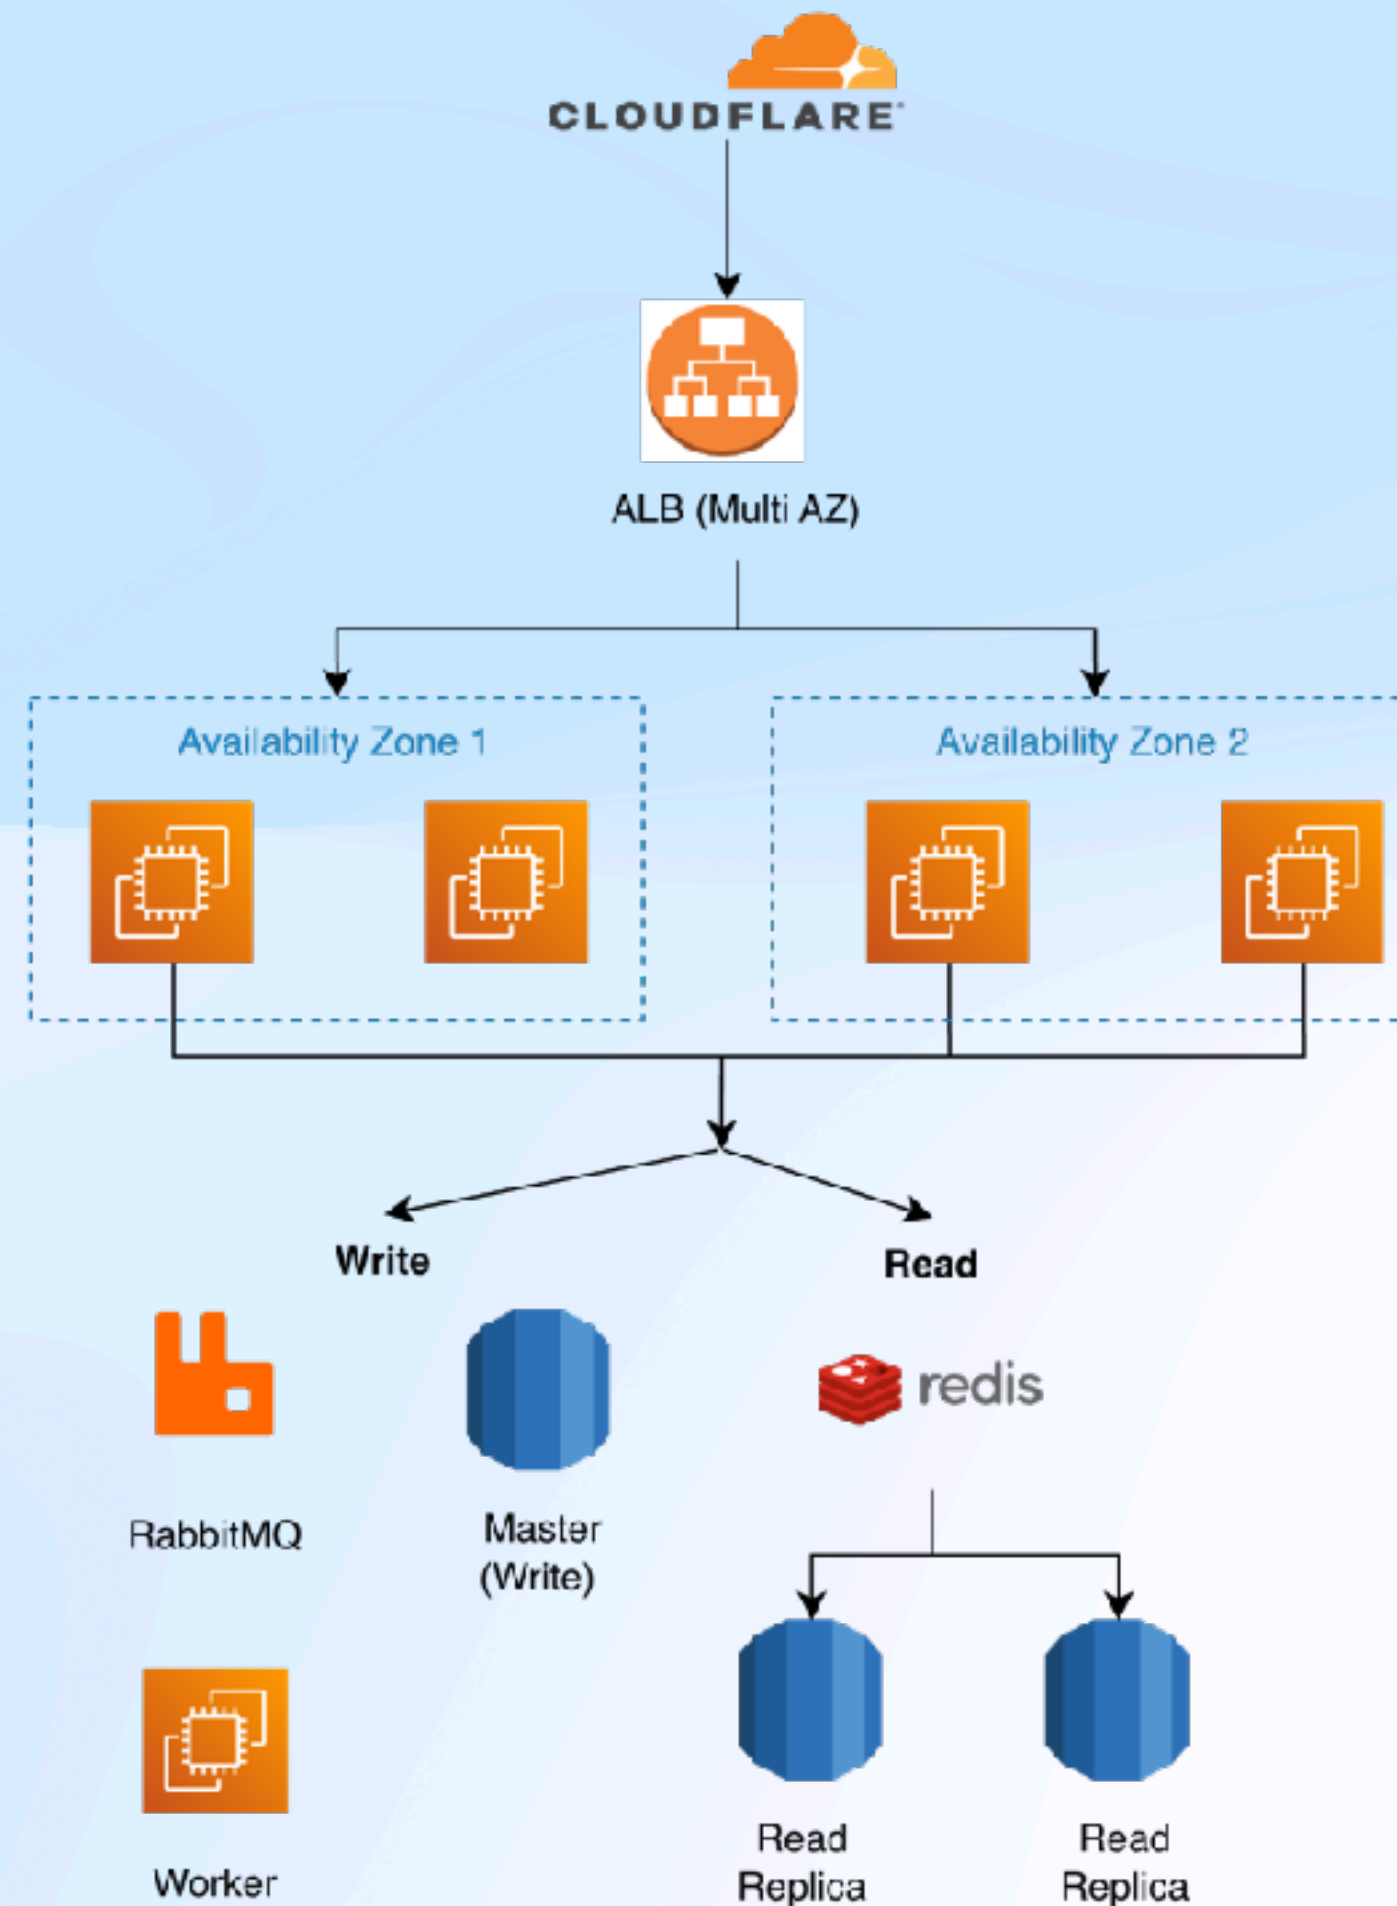 CLOUDFLARE
ALB (Multi AZ)
Availability Zone 1
Availability Zone 2
Write
Read
redis
RabbitMQ
Master
(Write)
Worker
Read
Replica
Read
Replica